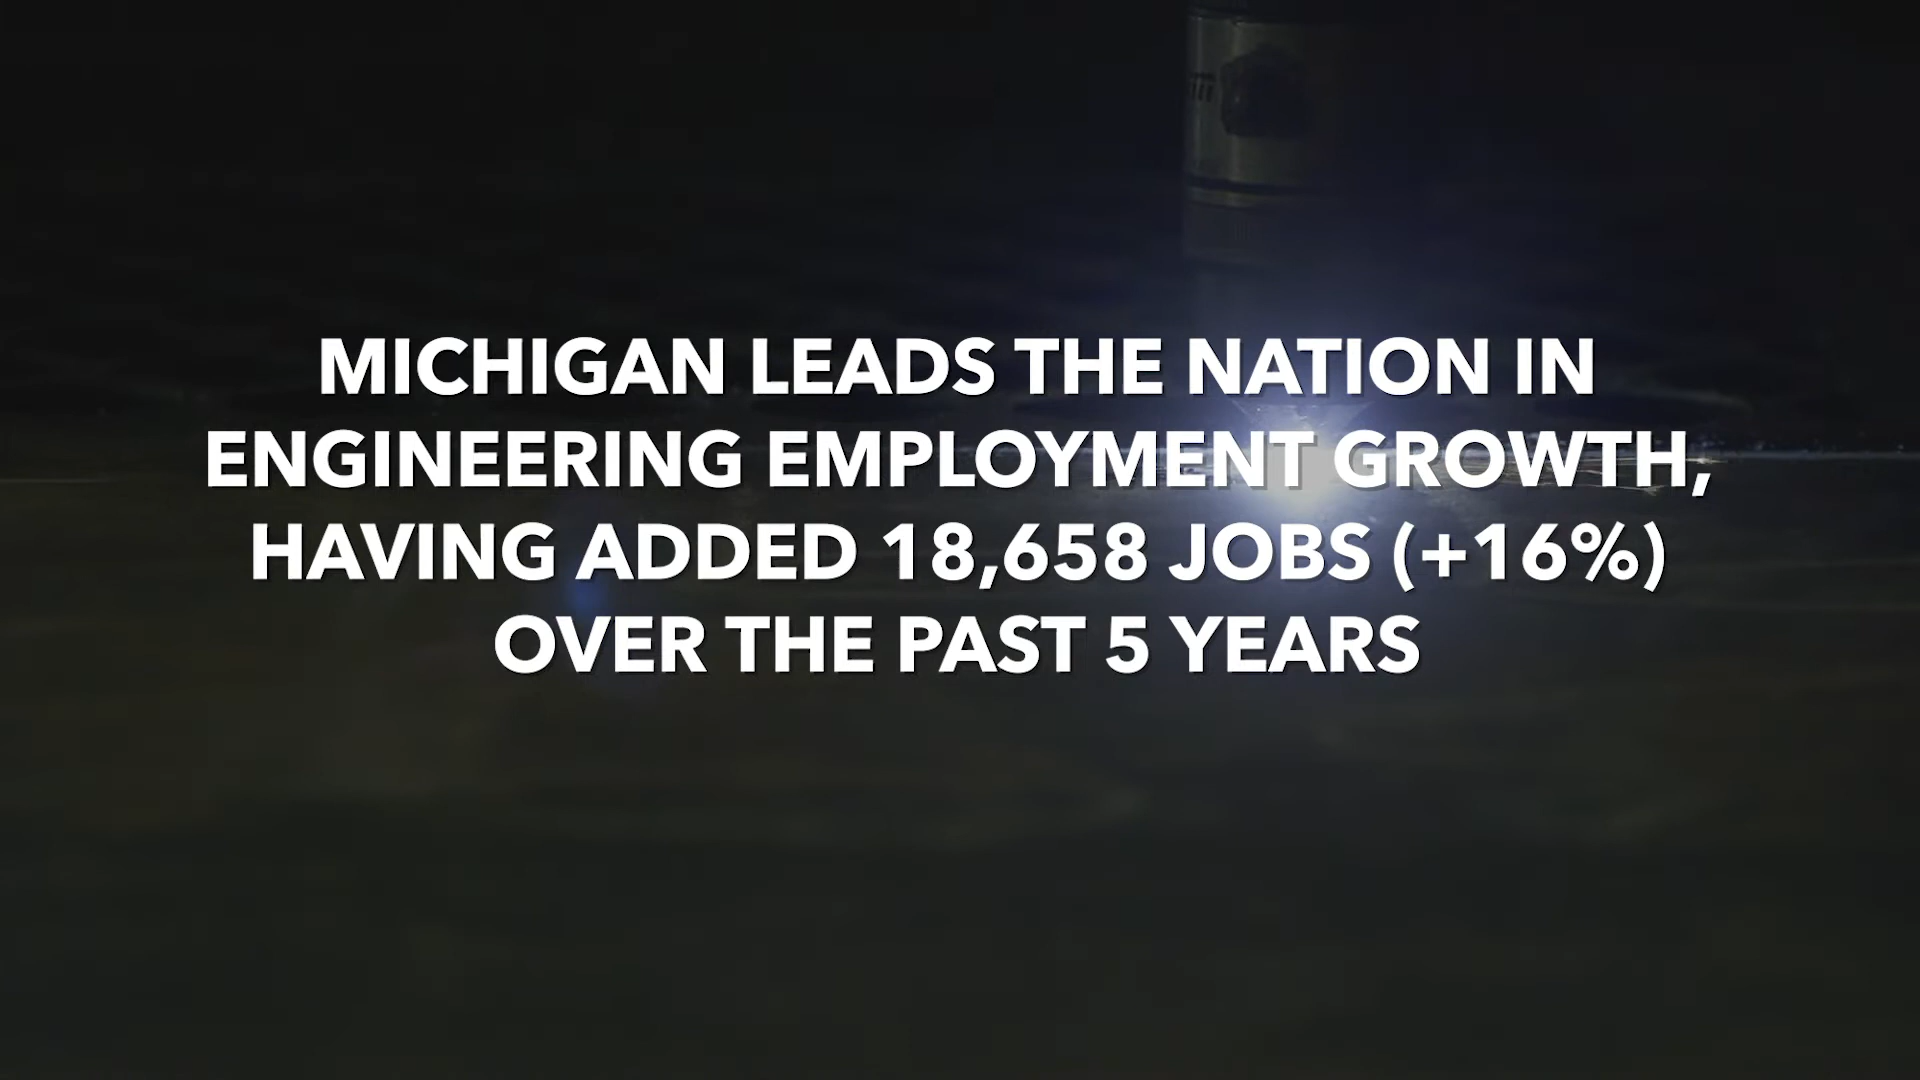 MICHIGAN LEADS THE NATION IN
ENGINEERING EMPLOYMENT GROWTH,
HAVING ADDED 18,658 JOBS (+16%)
OVER THE PAST 5 YEARS